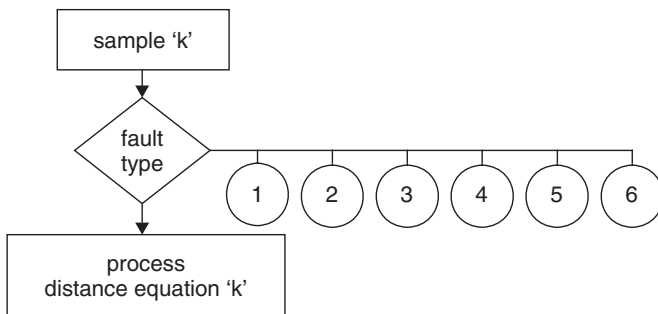 sample ‘k’
fault
type
1 2 3 4 5 6
process
distance equation ‘k’